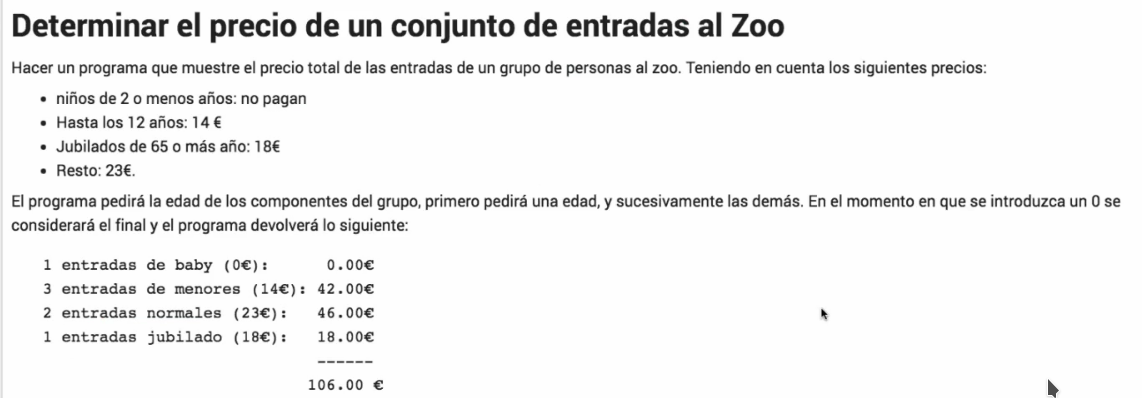 Determinar el precio de un conjunto de entradas al Zoo
Hacer un programa que muestre el precio total de las entradas de un grupo de personas al zoo. Teniendo en cuenta los siguientes precios:
• niños de 2 o menos años: no pagan
• Hasta los 12 años: 14 €
• Jubilados de 65 o más año: 18€
• Resto: 23€.
El programa pedirá la edad de los componentes del grupo, primero pedirá una edad, y sucesivamente las demás. En el momento en que se introduzca un 0 se
considerará el final y el programa devolverá lo siguiente:
1 entradas de baby (0€):      0.00€
3 entradas de menores (14€): 42.00€
2 entradas normales (23€):   46.00€
1 entradas jubilado (18€):   18.00€
------
106.00 €